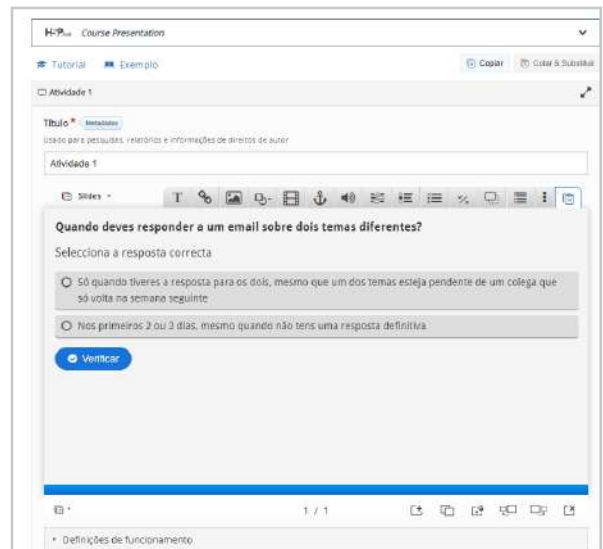 H-P Course Presentation
Tutorial Exemplo Copiar Colar & Substituir
Atividade 1
Título * Metadados
Usado para pesquisas, relatórios e informações de direitos de autor
Atividade 1
Slides
Quando deves responder a um email sobre dois temas diferentes?
Selecciona a resposta correcta
Só quando tiveres a resposta para os dois, mesmo que um dos temas esteja pendente de um colega que
só volta na semana seguinte
Nos primeiros 2 ou 3 dias, mesmo quando não tens uma resposta definitiva
Verificar
1 / 1
Definições de funcionamento